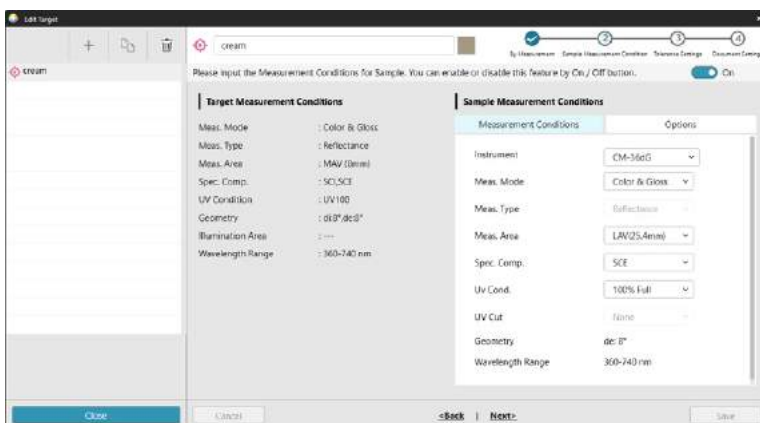 Edit Target
cream
1 2 3 4
By Measurement Sample Measurement Condition Tolerance Settings Document Settings
cream
Please input the Measurement Conditions for Sample. You can enable or disable this feature by On / Off button. On
Target Measurement Conditions
Meas. Mode : Color & Gloss
Meas. Type : Reflectance
Meas. Area : MAV (8mm)
Spec. Comp. : SCI,SCE
UV Condition : UV100
Geometry : di:8°,de:8°
Illumination Area : ---
Wavelength Range : 360-740 nm
Sample Measurement Conditions
Measurement Conditions Options
Instrument CM-36dG
Meas. Mode Color & Gloss
Meas. Type Reflectance
Meas. Area LAV(25.4mm)
Spec. Comp. SCE
Uv Cond. 100% Full
UV Cut None
Geometry de: 8°
Wavelength Range 360-740 nm
Close Cancel <Back | Next> Save